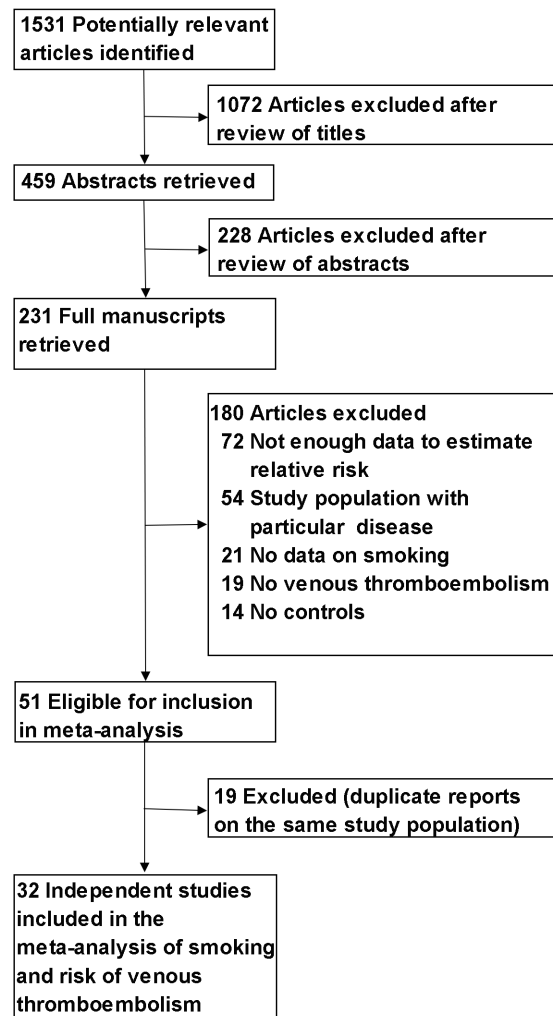 1531 Potentially relevant
articles identified
1072 Articles excluded after
review of titles
459 Abstracts retrieved
228 Articles excluded after
review of abstracts
231 Full manuscripts
retrieved
180 Articles excluded
72 Not enough data to estimate
relative risk
54 Study population with
particular disease
21 No data on smoking
19 No venous thromboembolism
14 No controls
51 Eligible for inclusion
in meta-analysis
19 Excluded (duplicate reports
on the same study population)
32 Independent studies
included in the
meta-analysis of smoking
and risk of venous
thromboembolism